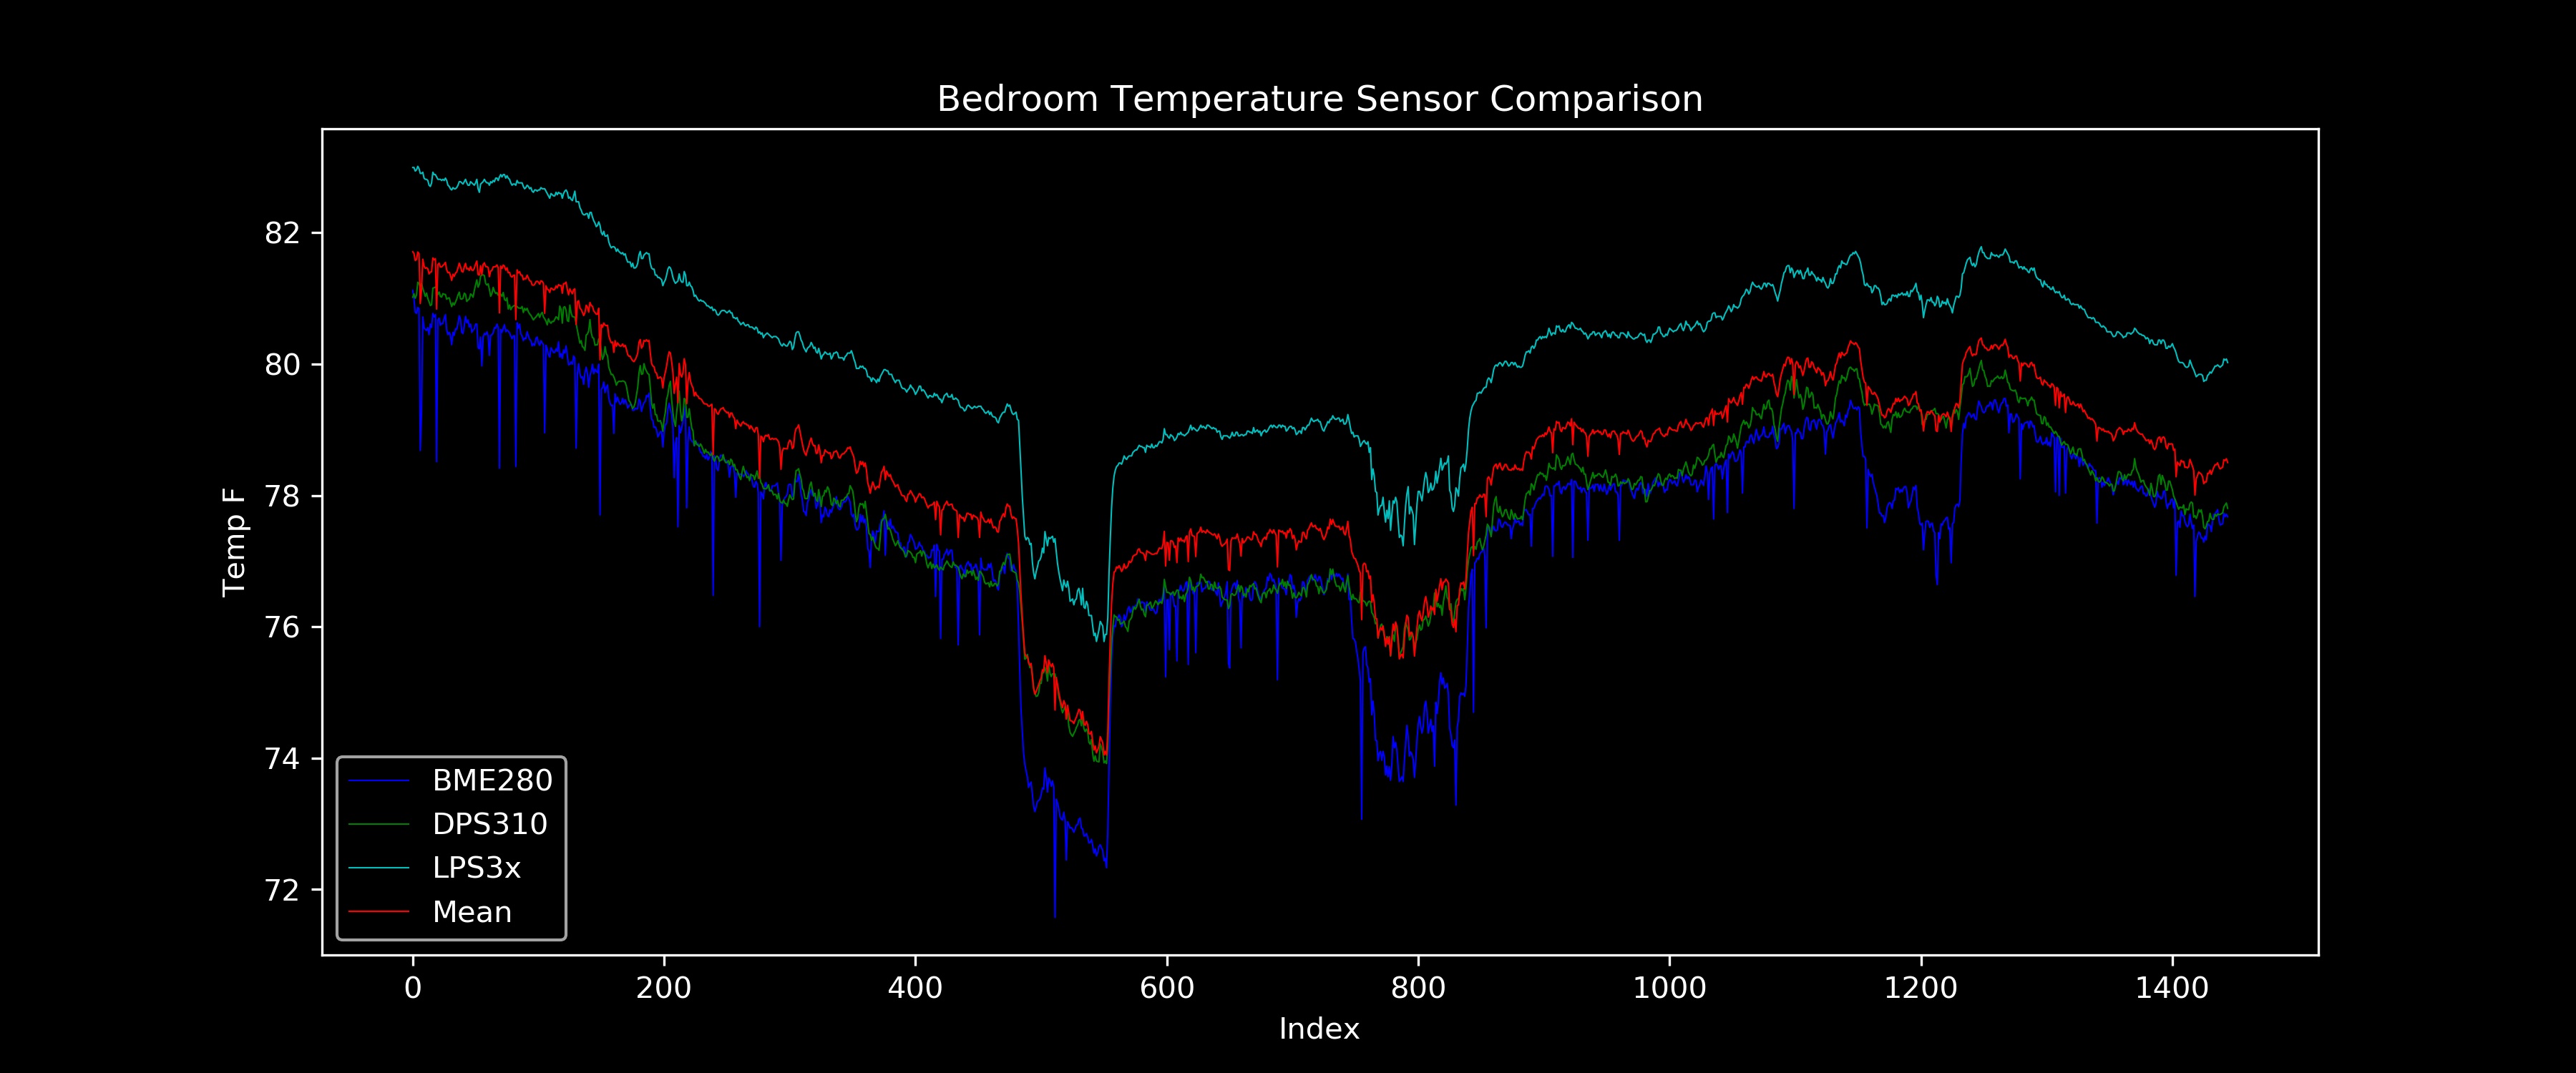 Bedroom Temperature Sensor Comparison
Temp F
82
80
78
76
74
72
BME280
DPS310
LPS3x
Mean
0 200 400 600 800 1000 1200 1400
Index